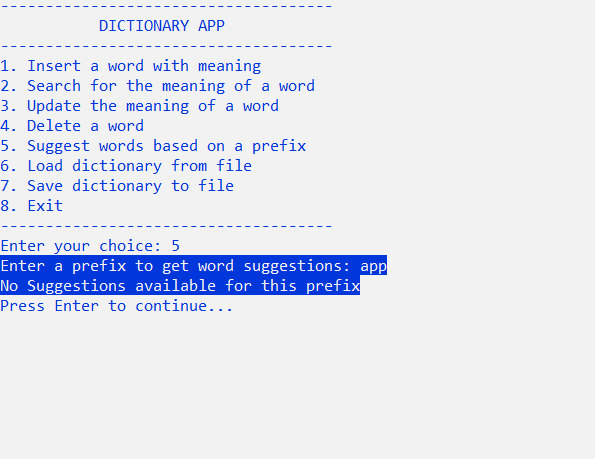 -------------------------------------
DICTIONARY APP
-------------------------------------
1. Insert a word with meaning
2. Search for the meaning of a word
3. Update the meaning of a word
4. Delete a word
5. Suggest words based on a prefix
6. Load dictionary from file
7. Save dictionary to file
8. Exit
-------------------------------------
Enter your choice: 5
Enter a prefix to get word suggestions: app
No Suggestions available for this prefix
Press Enter to continue...